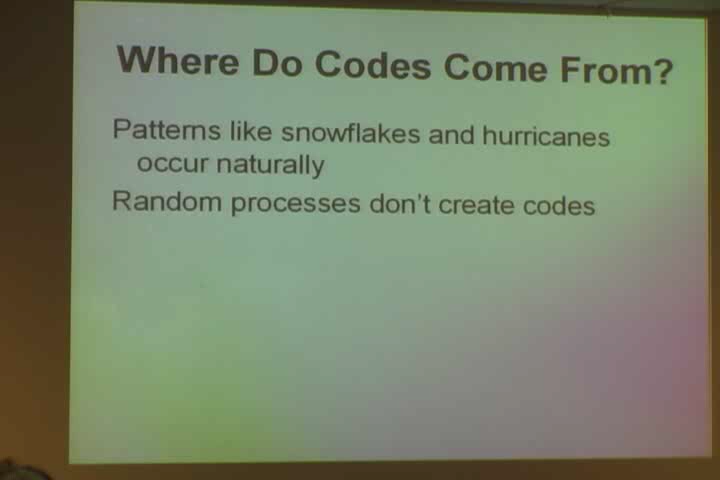 Where Do Codes Come From?
Patterns like snowflakes and hurricanes
occur naturally
Random processes don't create codes